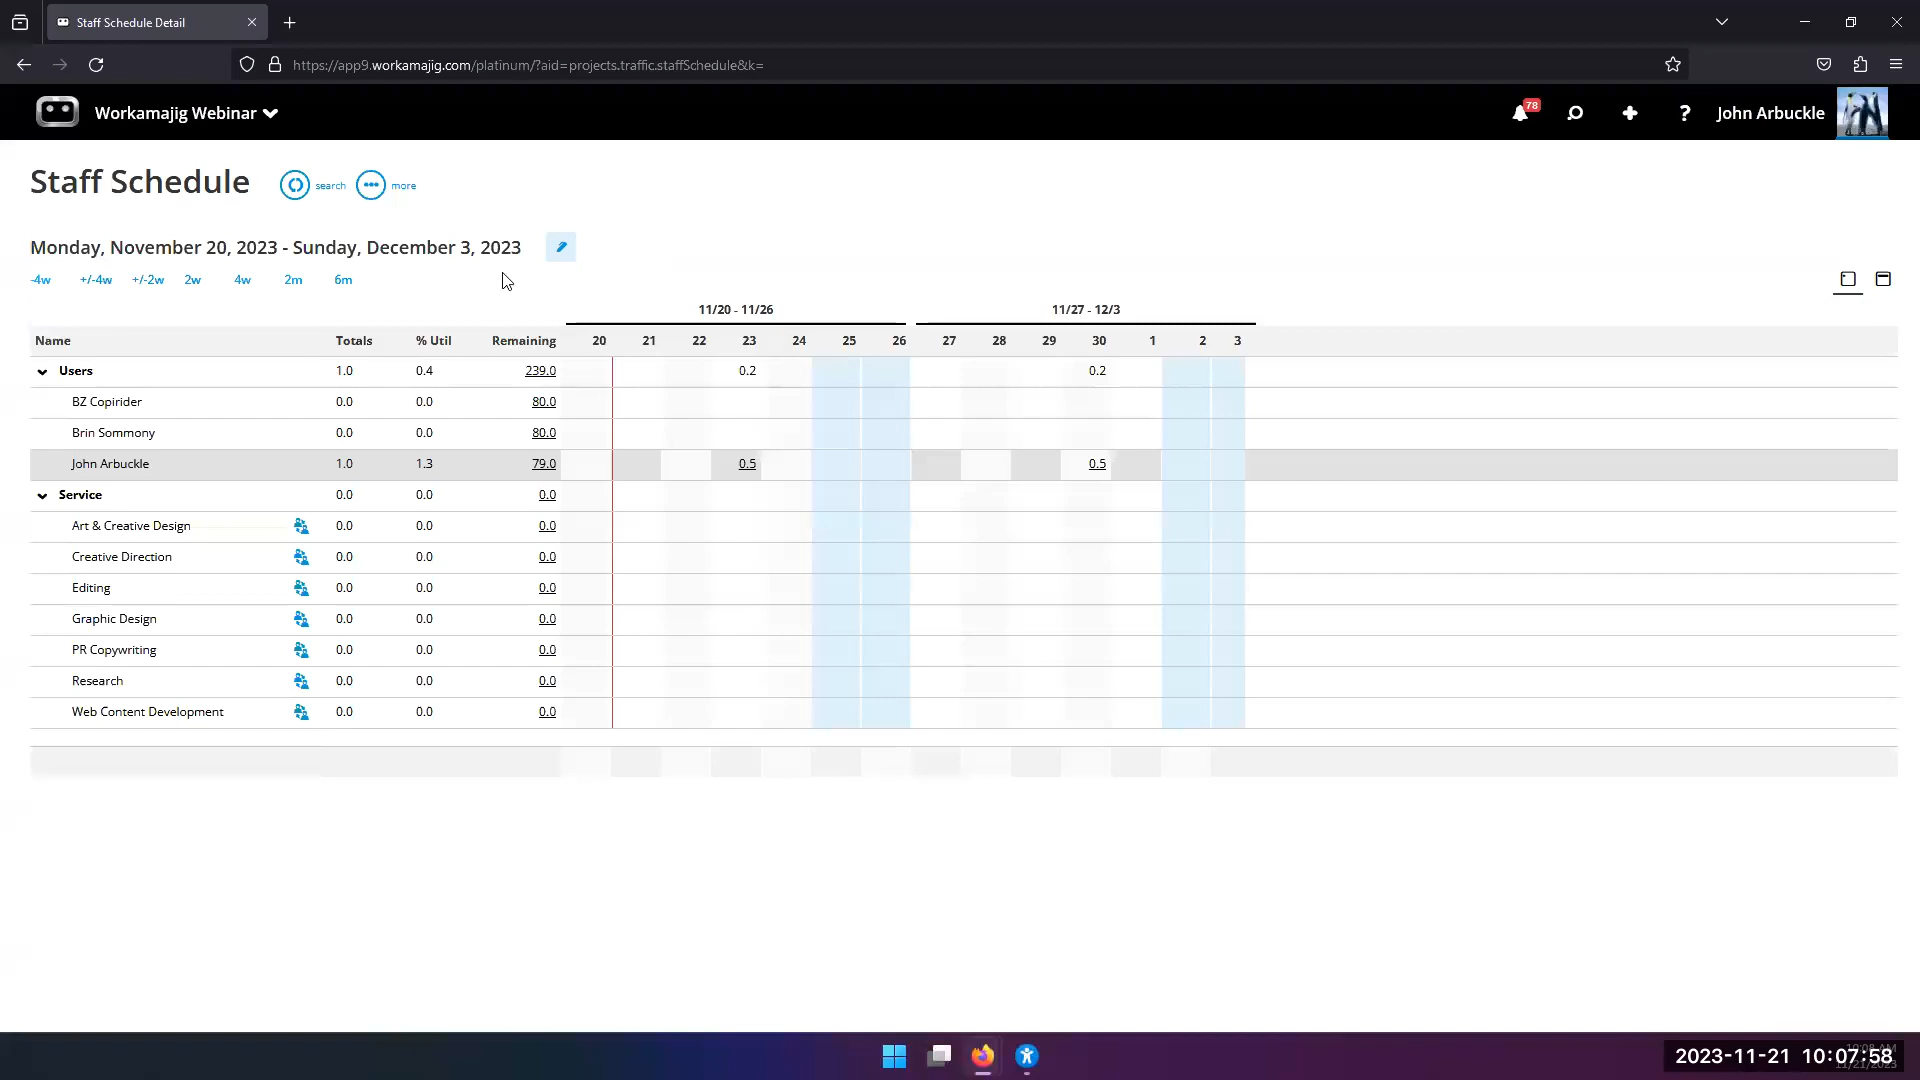 Staff Schedule Detail
https://app9.workamajig.com/platinum/?aid=projects.traffic.staffSchedule&k=
Workamajig Webinar
78
? John Arbuckle
Staff Schedule search more
Monday, November 20, 2023 - Sunday, December 3, 2023
-4w +/-4w +/-2w 2w 4w 2m 6m
11/20 - 11/26 11/27 - 12/3
Name Totals % Util Remaining 20 21 22 23 24 25 26 27 28 29 30 1 2 3
Users 1.0 0.4 239.0 0.2 0.2
BZ Copirider 0.0 0.0 80.0
Brin Sommony 0.0 0.0 80.0
John Arbuckle 1.0 1.3 79.0 0.5 0.5
Service 0.0 0.0 0.0
Art & Creative Design 0.0 0.0 0.0
Creative Direction 0.0 0.0 0.0
Editing 0.0 0.0 0.0
Graphic Design 0.0 0.0 0.0
PR Copywriting 0.0 0.0 0.0
Research 0.0 0.0 0.0
Web Content Development 0.0 0.0 0.0
2023-11-21 10:07:58